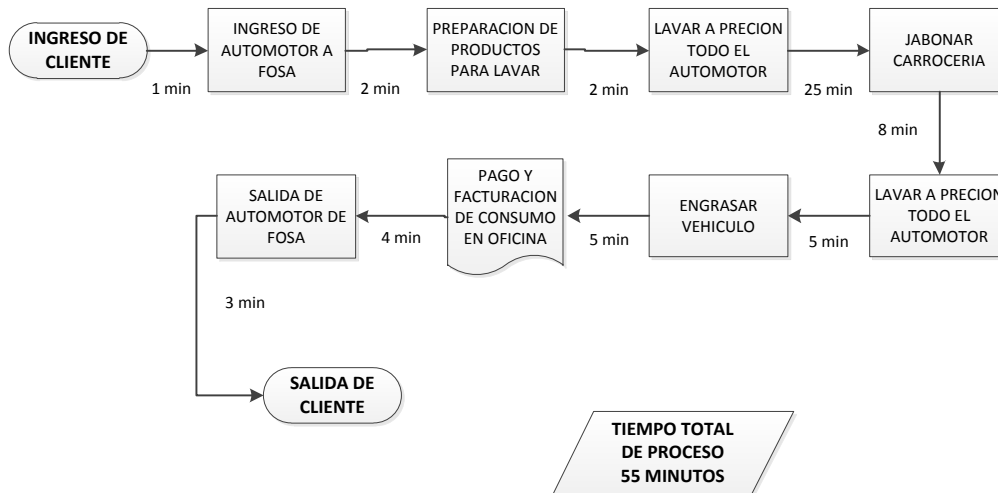 INGRESO DE
CLIENTE
1 min
INGRESO DE
AUTOMOTOR A
FOSA
2 min
PREPARACION DE
PRODUCTOS
PARA LAVAR
2 min
LAVAR A PRECION
TODO EL
AUTOMOTOR
25 min
JABONAR
CARROCERIA
8 min
LAVAR A PRECION
TODO EL
AUTOMOTOR
5 min
ENGRASAR
VEHICULO
5 min
PAGO Y
FACTURACION
DE CONSUMO
EN OFICINA
4 min
SALIDA DE
AUTOMOTOR DE
FOSA
3 min
SALIDA DE
CLIENTE
TIEMPO TOTAL
DE PROCESO
55 MINUTOS